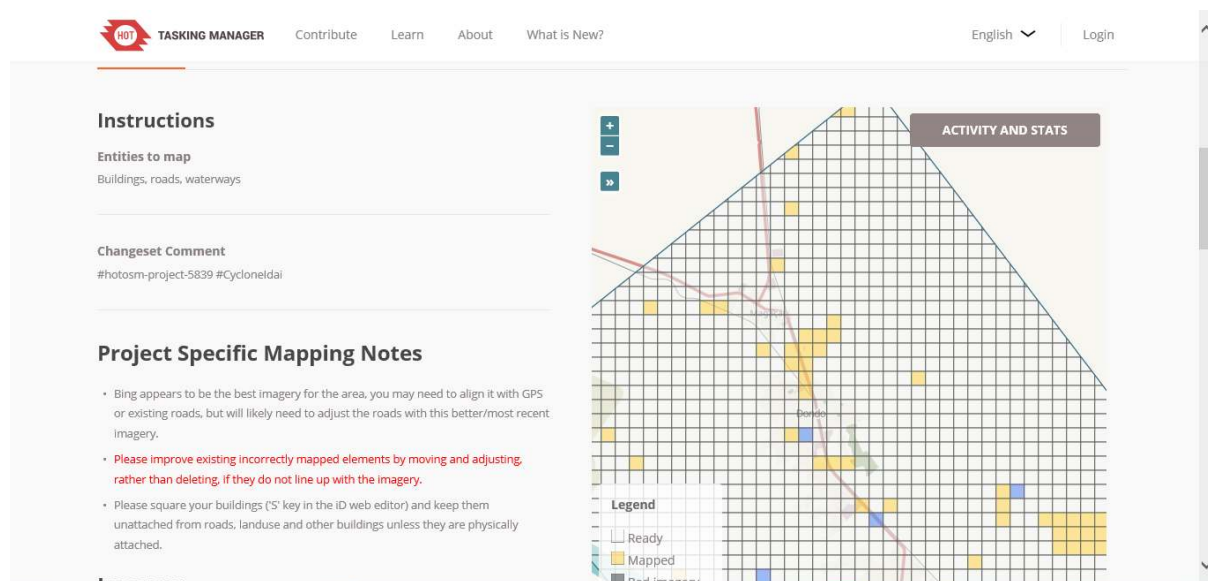 HOT TASKING MANAGER Contribute Learn About What is New? English Login
Instructions
Entities to map
Buildings, roads, waterways
Changeset Comment
#hotosm-project-5839 #CycloneIdai
Project Specific Mapping Notes
• Bing appears to be the best imagery for the area, you may need to align it with GPS
or existing roads, but will likely need to adjust the roads with this better/most recent
imagery.
• Please improve existing incorrectly mapped elements by moving and adjusting,
rather than deleting, if they do not line up with the imagery.
• Please square your buildings ('S' key in the iD web editor) and keep them
unattached from roads, landuse and other buildings unless they are physically
attached.
+
−
»
ACTIVITY AND STATS
Dondo
Legend
Ready
Mapped
Bad imagery